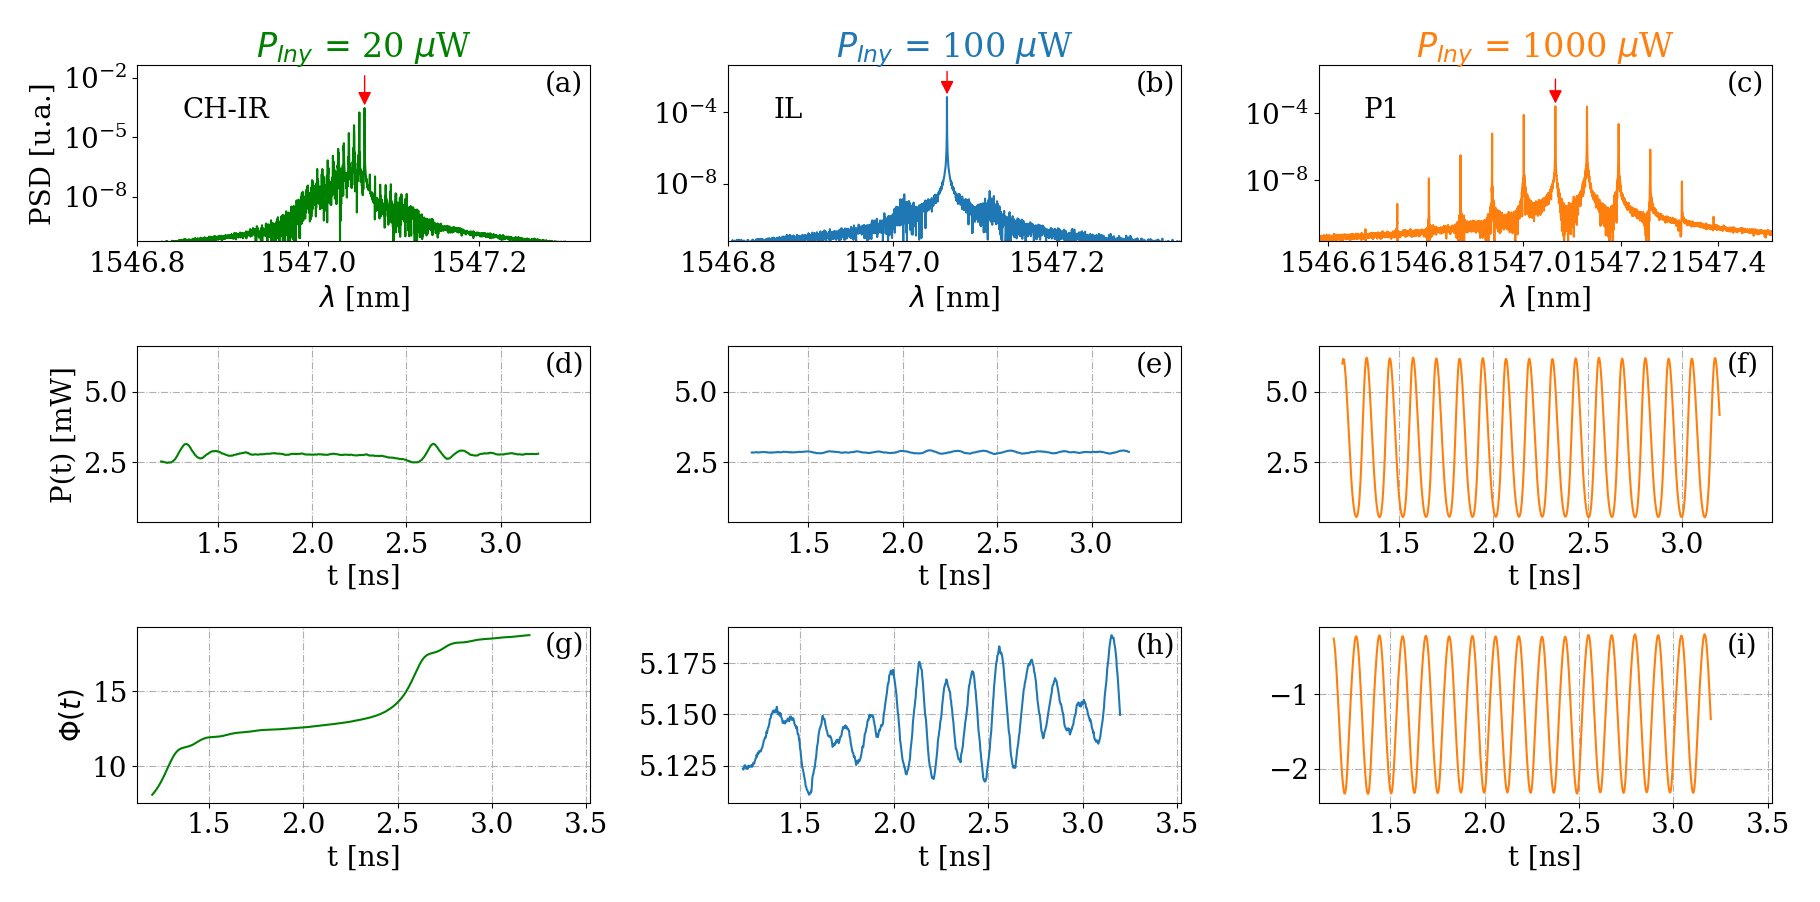 P_Iny = 20 μW
P_Iny = 100 μW
P_Iny = 1000 μW
PSD [u.a.]
10⁻²
10⁻⁵
10⁻⁸
CH-IR
(a)
1546.8 1547.0 1547.2
λ [nm]
10⁻⁴
10⁻⁸
IL
(b)
1546.8 1547.0 1547.2
λ [nm]
10⁻⁴
10⁻⁸
P1
(c)
1546.6 1546.8 1547.0 1547.2 1547.4
λ [nm]
P(t) [mW]
5.0
2.5
(d)
1.5 2.0 2.5 3.0
t [ns]
5.0
2.5
(e)
1.5 2.0 2.5 3.0
t [ns]
5.0
2.5
(f)
1.5 2.0 2.5 3.0
t [ns]
Φ(t)
15
10
(g)
1.5 2.0 2.5 3.0 3.5
t [ns]
5.175
5.150
5.125
(h)
1.5 2.0 2.5 3.0 3.5
t [ns]
−1
−2
(i)
1.5 2.0 2.5 3.0 3.5
t [ns]